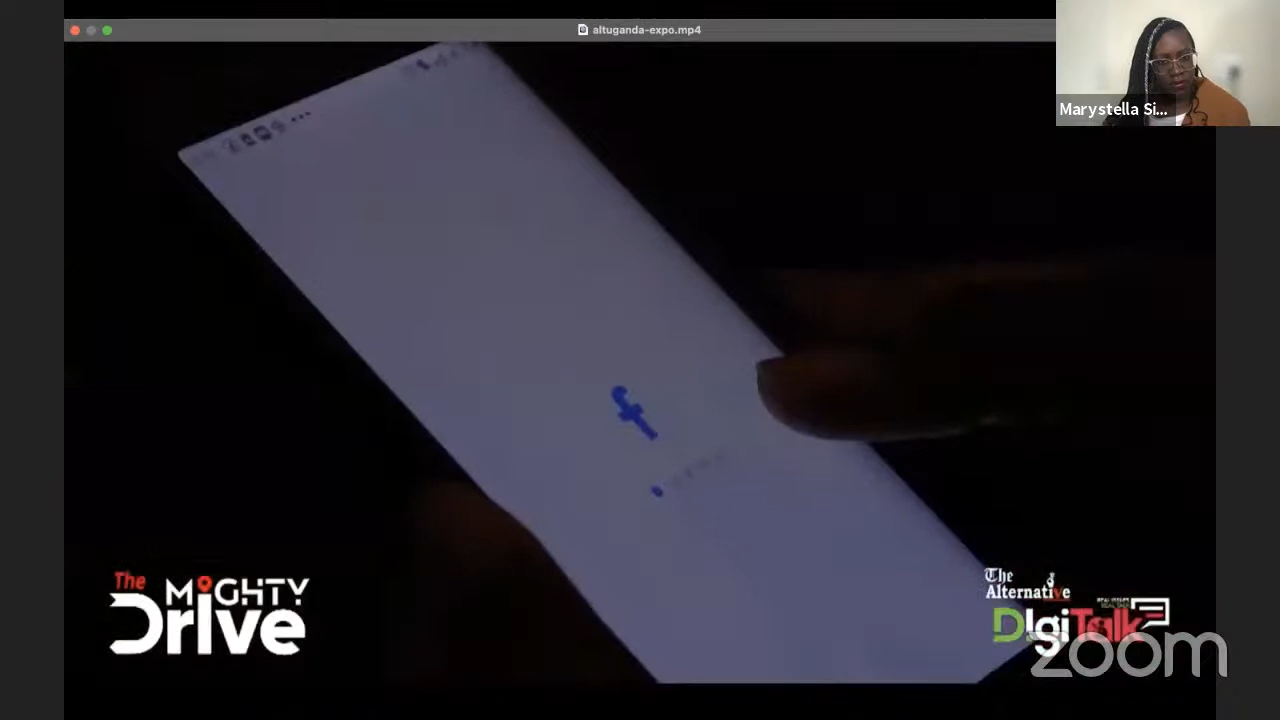 altuganda-expo.mp4
Marystella Si...
f
The
MIGHTY
Drive
The
Alternative
DIgiTalk
zoom